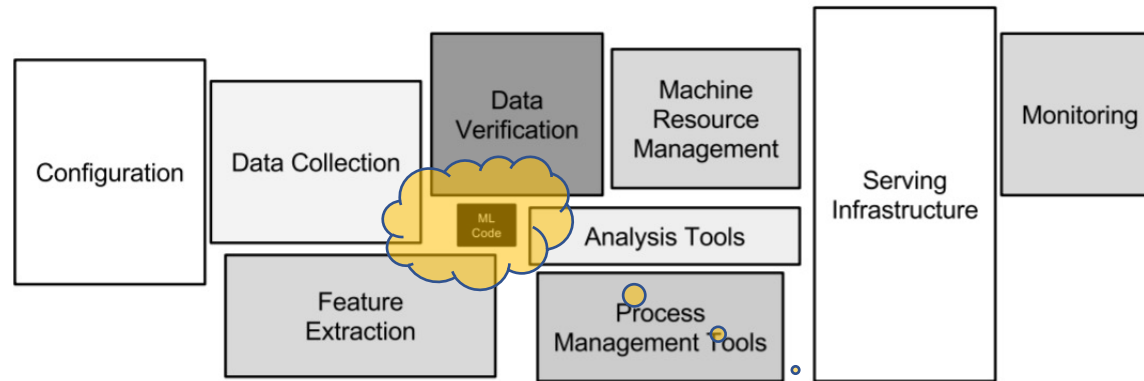 Configuration
Data Collection
Feature
Extraction
Data
Verification
ML
Code
Machine
Resource
Management
Analysis Tools
Process
Management Tools
Serving
Infrastructure
Monitoring